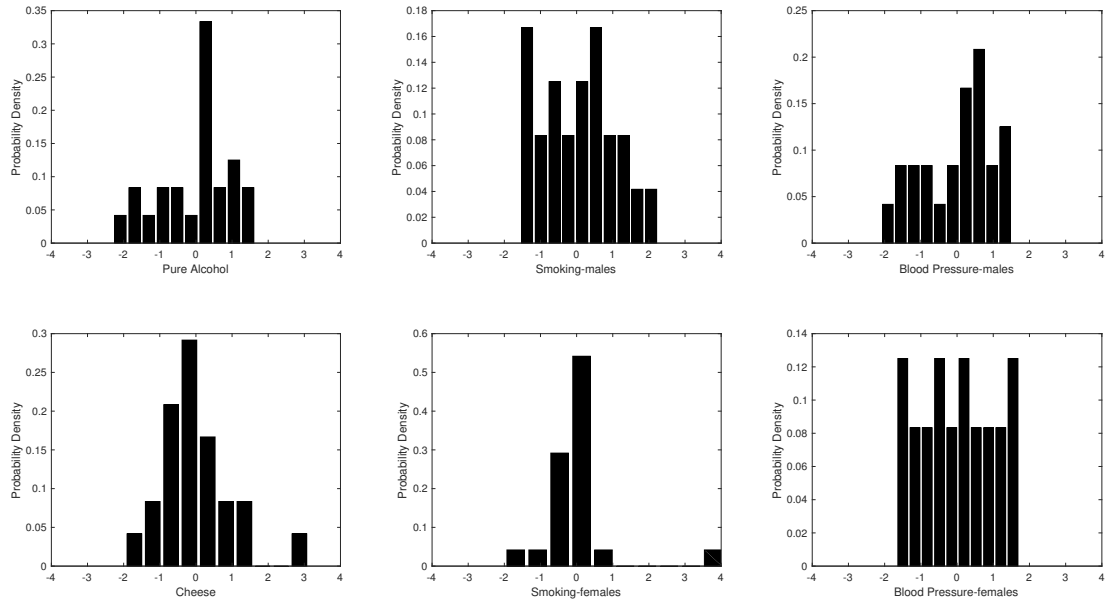 0.35
0.3
0.25
0.2
0.15
0.1
0.05
0
-4 -3 -2 -1 0 1 2 3 4
Probability Density
Pure Alcohol
0.18
0.16
0.14
0.12
0.1
0.08
0.06
0.04
0.02
0
-4 -3 -2 -1 0 1 2 3 4
Probability Density
Smoking-males
0.25
0.2
0.15
0.1
0.05
0
-4 -3 -2 -1 0 1 2 3 4
Probability Density
Blood Pressure-males
0.3
0.25
0.2
0.15
0.1
0.05
0
-4 -3 -2 -1 0 1 2 3 4
Probability Density
Cheese
0.6
0.5
0.4
0.3
0.2
0.1
0
-4 -3 -2 -1 0 1 2 3 4
Probability Density
Smoking-females
0.14
0.12
0.1
0.08
0.06
0.04
0.02
0
-4 -3 -2 -1 0 1 2 3 4
Probability Density
Blood Pressure-females